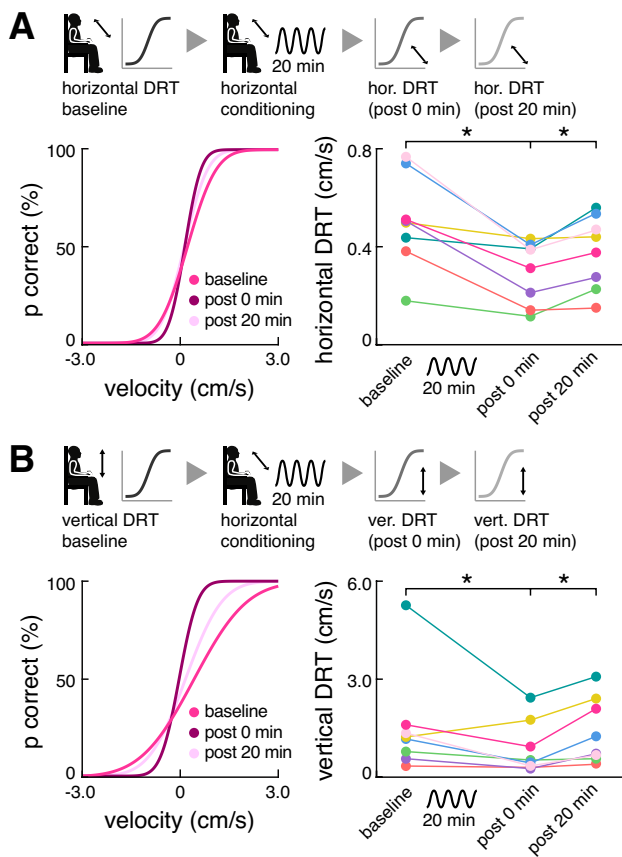 A
20 min
horizontal DRT
baseline
horizontal
conditioning
hor. DRT
(post 0 min)
hor. DRT
(post 20 min)
p correct (%)
100
50
0
baseline
post 0 min
post 20 min
-3.0
0
3.0
velocity (cm/s)
horizontal DRT (cm/s)
0.8
0.4
0
*
*
baseline
20 min
post 0 min
post 20 min
B
20 min
vertical DRT
baseline
horizontal
conditioning
ver. DRT
(post 0 min)
vert. DRT
(post 20 min)
p correct (%)
100
50
0
baseline
post 0 min
post 20 min
-3.0
0
3.0
velocity (cm/s)
vertical DRT (cm/s)
6.0
3.0
0
*
*
baseline
20 min
post 0 min
post 20 min